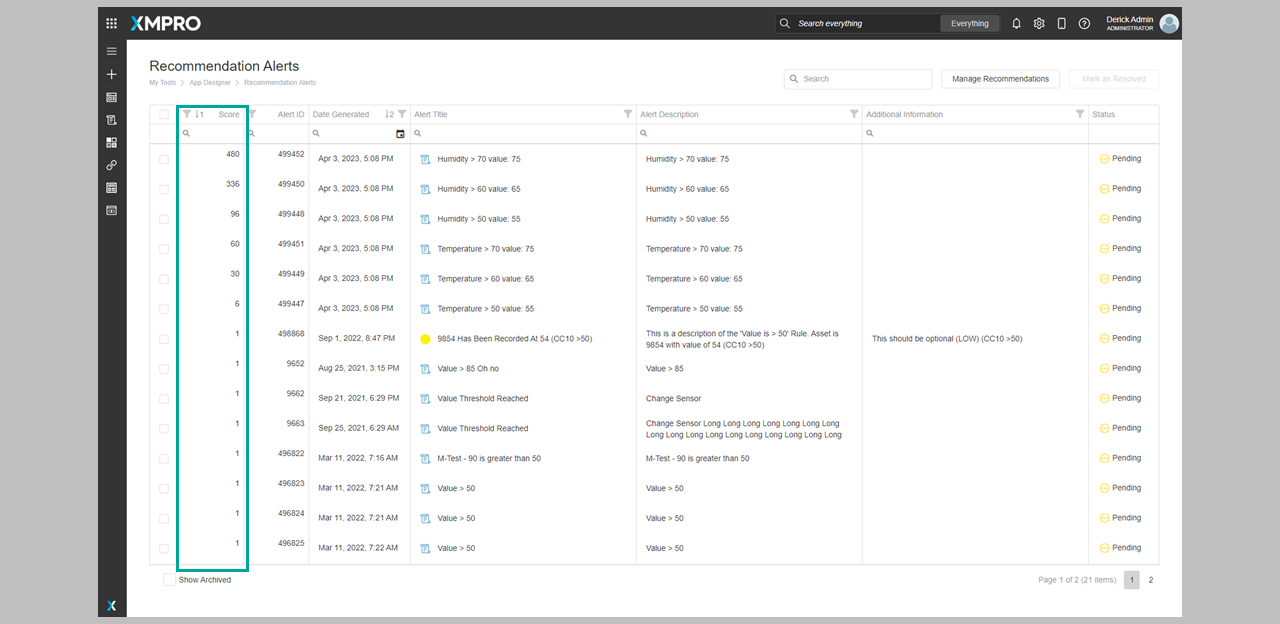 XMPRO
Search everything
Everything
Derick Admin
ADMINISTRATOR
Recommendation Alerts
My Tools > App Designer > Recommendation Alerts
Search
Manage Recommendations
Mark as Resolved
1 Score Alert ID Date Generated 2 Alert Title Alert Description Additional Information Status
480 499452 Apr 3, 2023, 5:08 PM Humidity > 70 value: 75 Humidity > 70 value: 75 Pending
336 499450 Apr 3, 2023, 5:08 PM Humidity > 60 value: 65 Humidity > 60 value: 65 Pending
96 499448 Apr 3, 2023, 5:08 PM Humidity > 50 value: 55 Humidity > 50 value: 55 Pending
60 499451 Apr 3, 2023, 5:08 PM Temperature > 70 value: 75 Temperature > 70 value: 75 Pending
30 499449 Apr 3, 2023, 5:08 PM Temperature > 60 value: 65 Temperature > 60 value: 65 Pending
6 499447 Apr 3, 2023, 5:08 PM Temperature > 50 value: 55 Temperature > 50 value: 55 Pending
1 498868 Sep 1, 2022, 8:47 PM 9854 Has Been Recorded At 54 (CC10 >50) This is a description of the 'Value is > 50' Rule. Asset is
9854 with value of 54 (CC10 >50) This should be optional (LOW) (CC10 >50) Pending
1 9652 Aug 25, 2021, 3:15 PM Value > 85 Oh no Value > 85 Pending
1 9662 Sep 21, 2021, 6:29 PM Value Threshold Reached Change Sensor Pending
1 9663 Sep 25, 2021, 6:29 AM Value Threshold Reached Change Sensor Long Long Long Long Long Long Long
Long Long Long Long Long Long Long Long Long Long Pending
1 496822 Mar 11, 2022, 7:16 AM M-Test - 90 is greater than 50 M-Test - 90 is greater than 50 Pending
1 496823 Mar 11, 2022, 7:21 AM Value > 50 Value > 50 Pending
1 496824 Mar 11, 2022, 7:21 AM Value > 50 Value > 50 Pending
1 496825 Mar 11, 2022, 7:22 AM Value > 50 Value > 50 Pending
Show Archived
Page 1 of 2 (21 items) 1 2